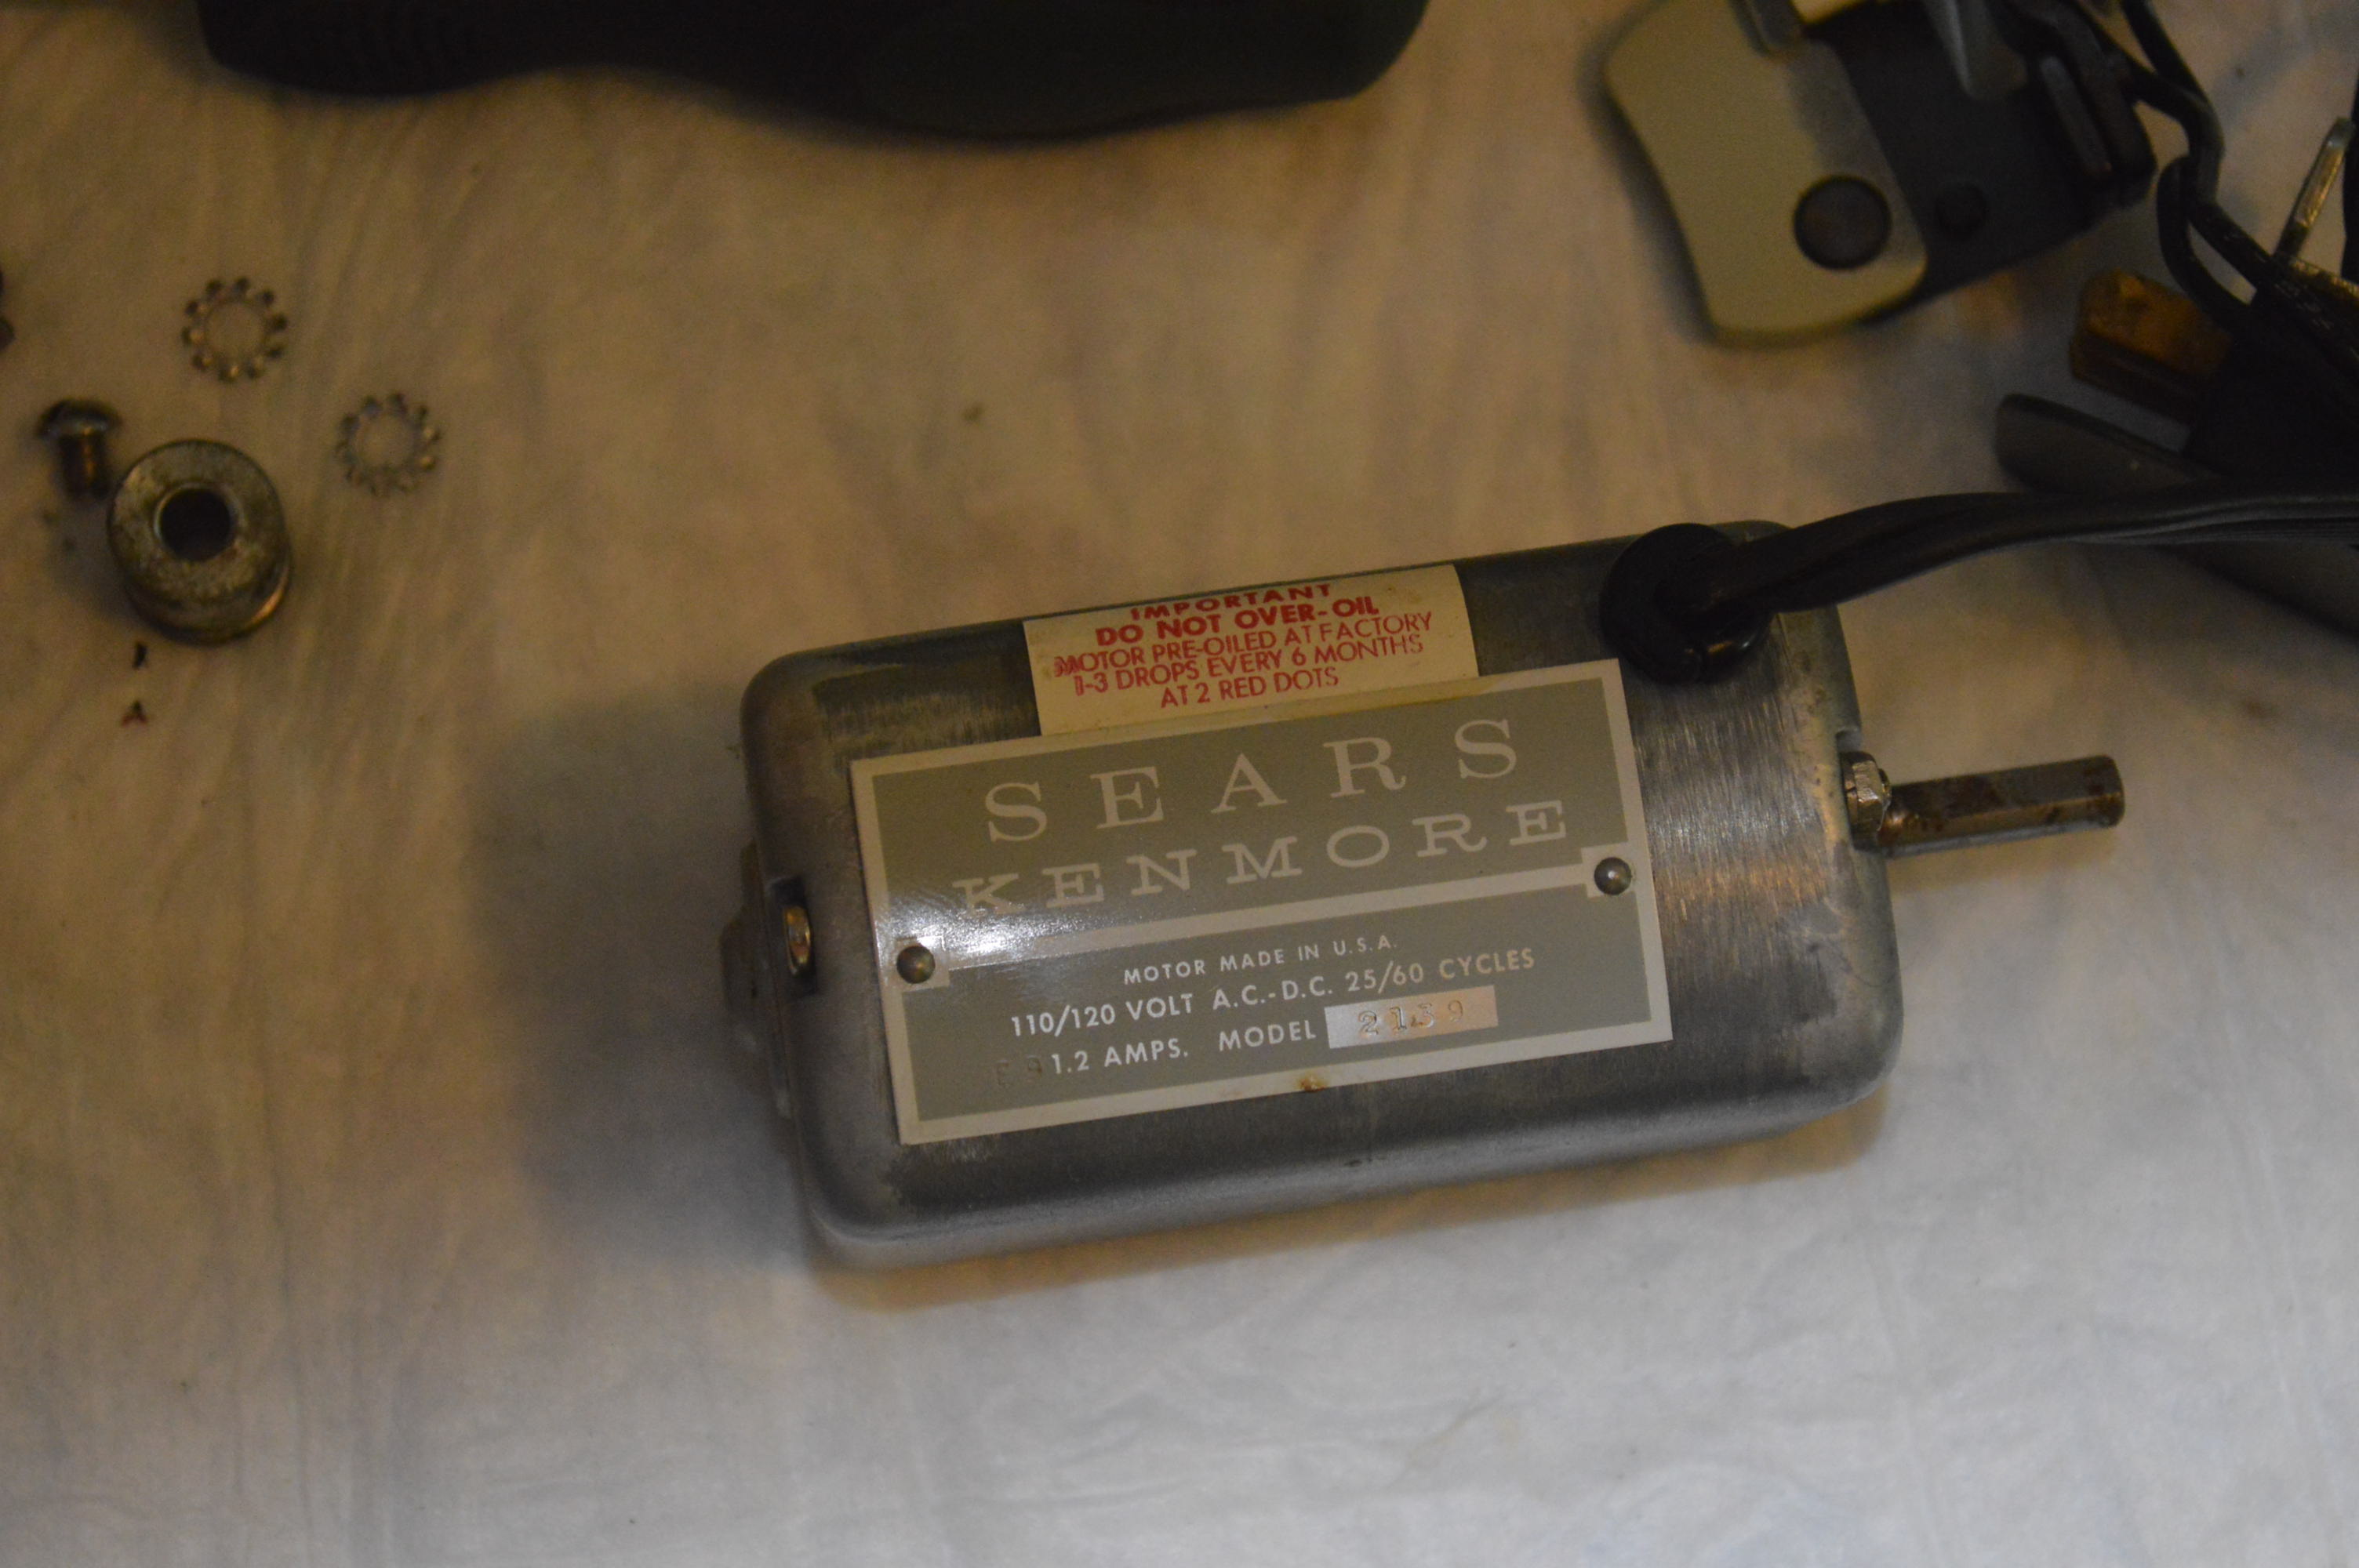 IMPORTANT
DO NOT OVER-OIL
MOTOR PRE-OILED AT FACTORY
1-3 DROPS EVERY 6 MONTHS
AT 2 RED DOTS
SEARS
KENMORE
MOTOR MADE IN U.S.A.
110/120 VOLT A.C.-D.C. 25/60 CYCLES
1.2 AMPS. MODEL 2139